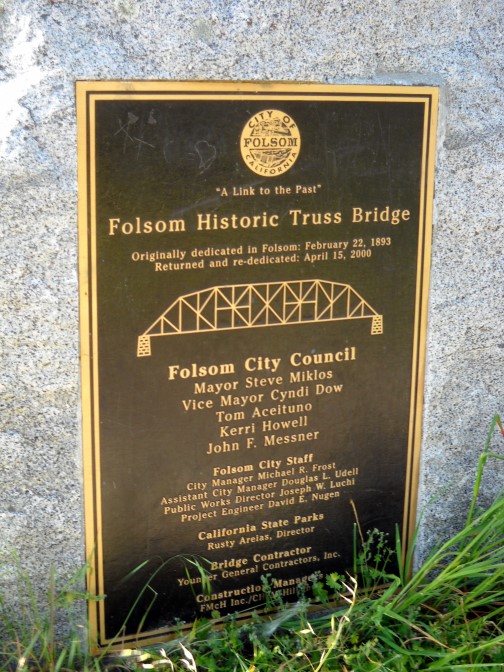 CITY OF
FOLSOM
CALIFORNIA
"A Link to the Past"
Folsom Historic Truss Bridge
Originally dedicated in Folsom: February 22, 1893
Returned and re-dedicated: April 15, 2000
Folsom City Council
Mayor Steve Miklos
Vice Mayor Cyndi Dow
Tom Aceituno
Kerri Howell
John F. Messner
Folsom City Staff
City Manager Michael R. Frost
Assistant City Manager Douglas L. Udell
Public Works Director Joseph W. Luchi
Project Engineer David E. Nugen
California State Parks
Rusty Areias, Director
Bridge Contractor
Younger General Contractors, Inc.
Construction Managers
FMcH Inc./